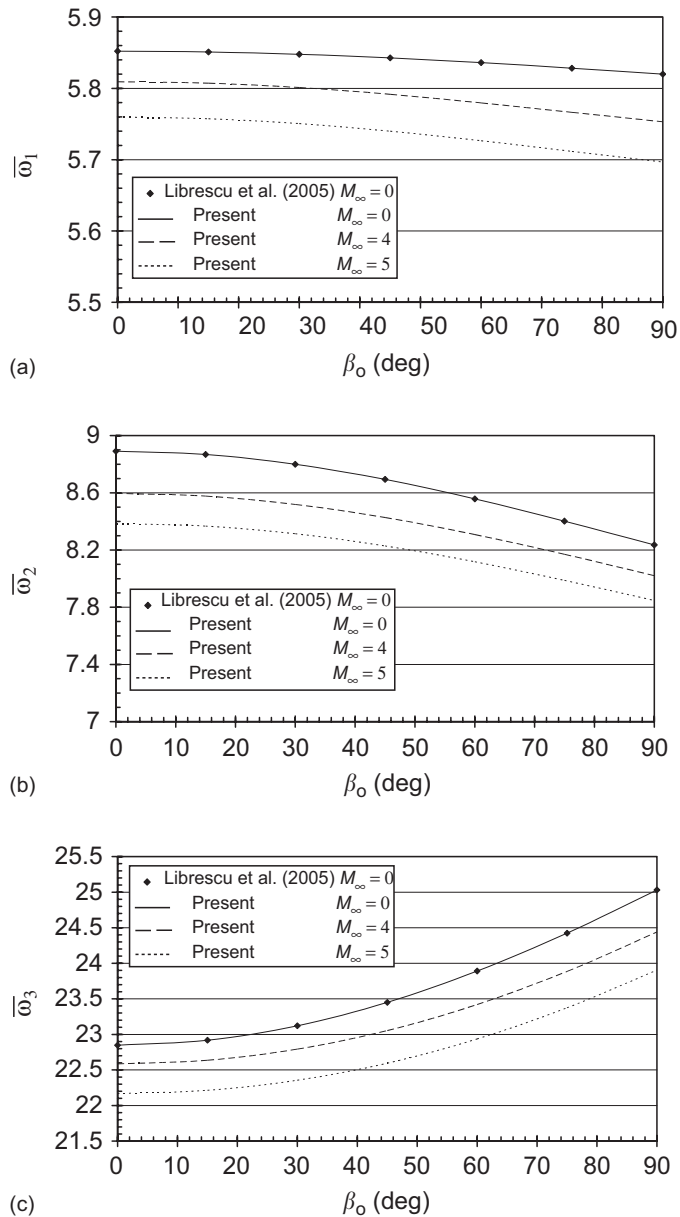 5.9
5.8
5.7
5.6
5.5
ω̅1
Librescu et al. (2005) M∞ = 0
Present M∞ = 0
Present M∞ = 4
Present M∞ = 5
0 10 20 30 40 50 60 70 80 90
(a)
βo (deg)
9
8.6
8.2
7.8
7.4
7
ω̅2
Librescu et al. (2005) M∞ = 0
Present M∞ = 0
Present M∞ = 4
Present M∞ = 5
0 10 20 30 40 50 60 70 80 90
(b)
βo (deg)
25.5
25
24.5
24
23.5
23
22.5
22
21.5
ω̅3
Librescu et al. (2005) M∞ = 0
Present M∞ = 0
Present M∞ = 4
Present M∞ = 5
0 10 20 30 40 50 60 70 80 90
(c)
βo (deg)